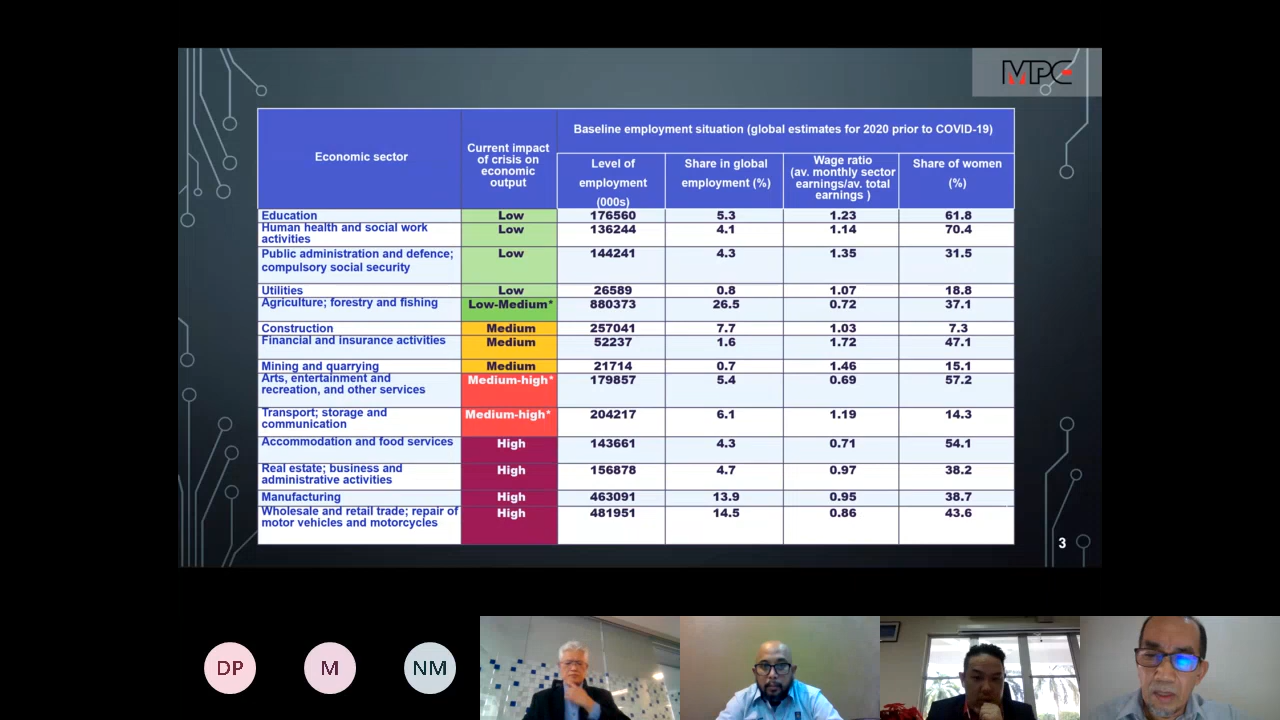 MPC
Economic sector
Current impact
of crisis on
economic
output
Baseline employment situation (global estimates for 2020 prior to COVID-19)
Level of
employment
(000s)
Share in global
employment (%)
Wage ratio
(av. monthly sector
earnings/av. total
earnings )
Share of women
(%)
Education Low 176560 5.3 1.23 61.8
Human health and social work
activities Low 136244 4.1 1.14 70.4
Public administration and defence;
compulsory social security Low 144241 4.3 1.35 31.5
Utilities Low 26589 0.8 1.07 18.8
Agriculture; forestry and fishing Low-Medium* 880373 26.5 0.72 37.1
Construction Medium 257041 7.7 1.03 7.3
Financial and insurance activities Medium 52237 1.6 1.72 47.1
Mining and quarrying Medium 21714 0.7 1.46 15.1
Arts, entertainment and
recreation, and other services Medium-high* 179857 5.4 0.69 57.2
Transport; storage and
communication Medium-high* 204217 6.1 1.19 14.3
Accommodation and food services High 143661 4.3 0.71 54.1
Real estate; business and
administrative activities High 156878 4.7 0.97 38.2
Manufacturing High 463091 13.9 0.95 38.7
Wholesale and retail trade; repair of
motor vehicles and motorcycles High 481951 14.5 0.86 43.6
3
DP M NM